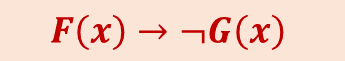 F(x) → ¬G(x)